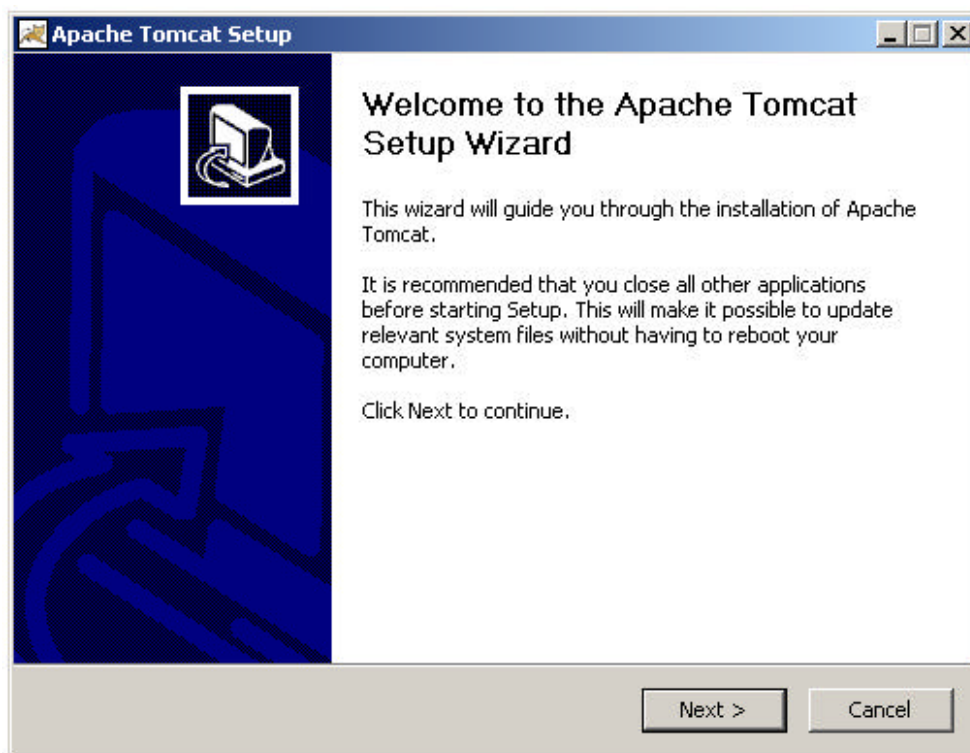 Apache Tomcat Setup
Welcome to the Apache Tomcat
Setup Wizard
This wizard will guide you through the installation of Apache
Tomcat.
It is recommended that you close all other applications
before starting Setup. This will make it possible to update
relevant system files without having to reboot your
computer.
Click Next to continue.
Next >
Cancel